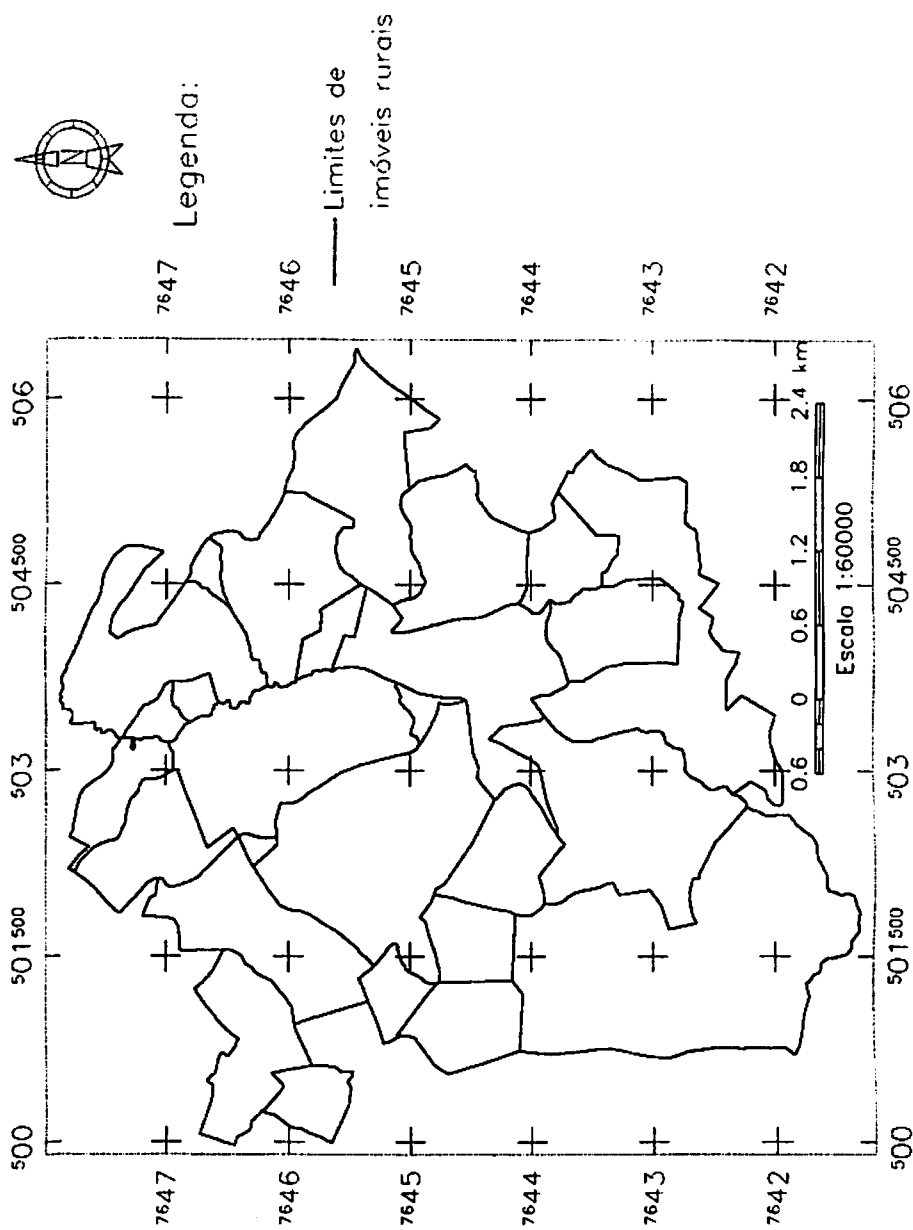 N
Legenda:
Limites de
imóveis rurais
500 501500 503 504500 506
7647 7647
7646 7646
7645 7645
7644 7644
7643 7643
7642 7642
0.6 0 0.6 1.2 1.8 2.4 km
Escala 1:60000
500 501500 503 504500 506